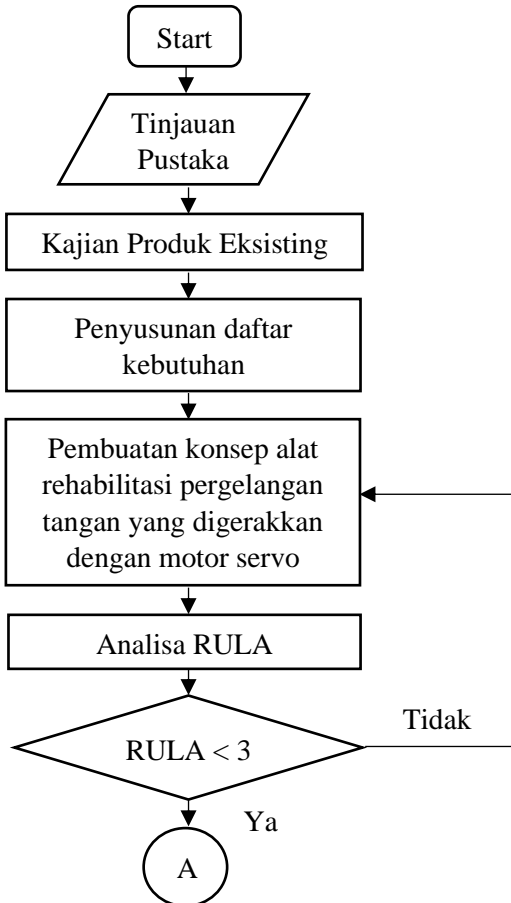 Start
Tinjauan
Pustaka
Kajian Produk Eksisting
Penyusunan daftar
kebutuhan
Pembuatan konsep alat
rehabilitasi pergelangan
tangan yang digerakkan
dengan motor servo
Analisa RULA
RULA < 3
Tidak
Ya
A